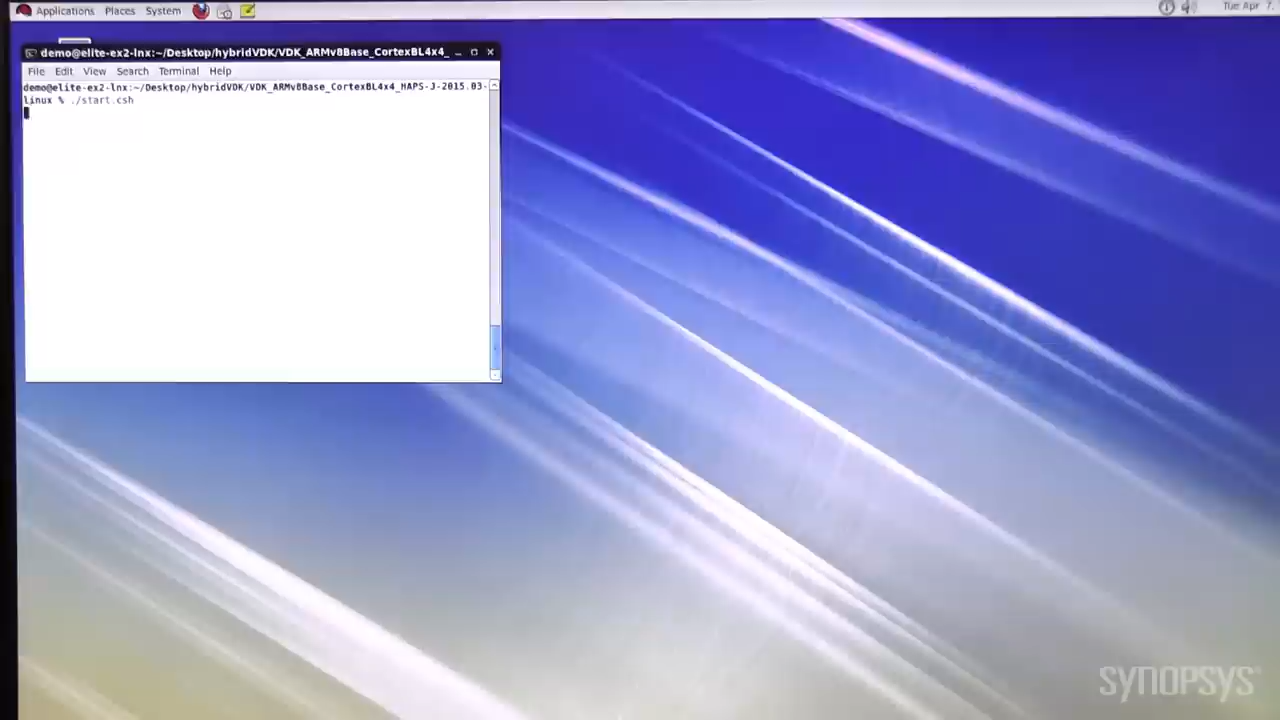 Applications Places System
Tue Apr 7,
demo@elite-ex2-lnx:~/Desktop/hybridVDK/VDK_ARMv8Base_CortexBL4x4_
File Edit View Search Terminal Help
demo@elite-ex2-lnx:~/Desktop/hybridVDK/VDK_ARMv8Base_CortexBL4x4_HAPS-J-2015.03-
linux % ./start.csh
SYNOPSYS